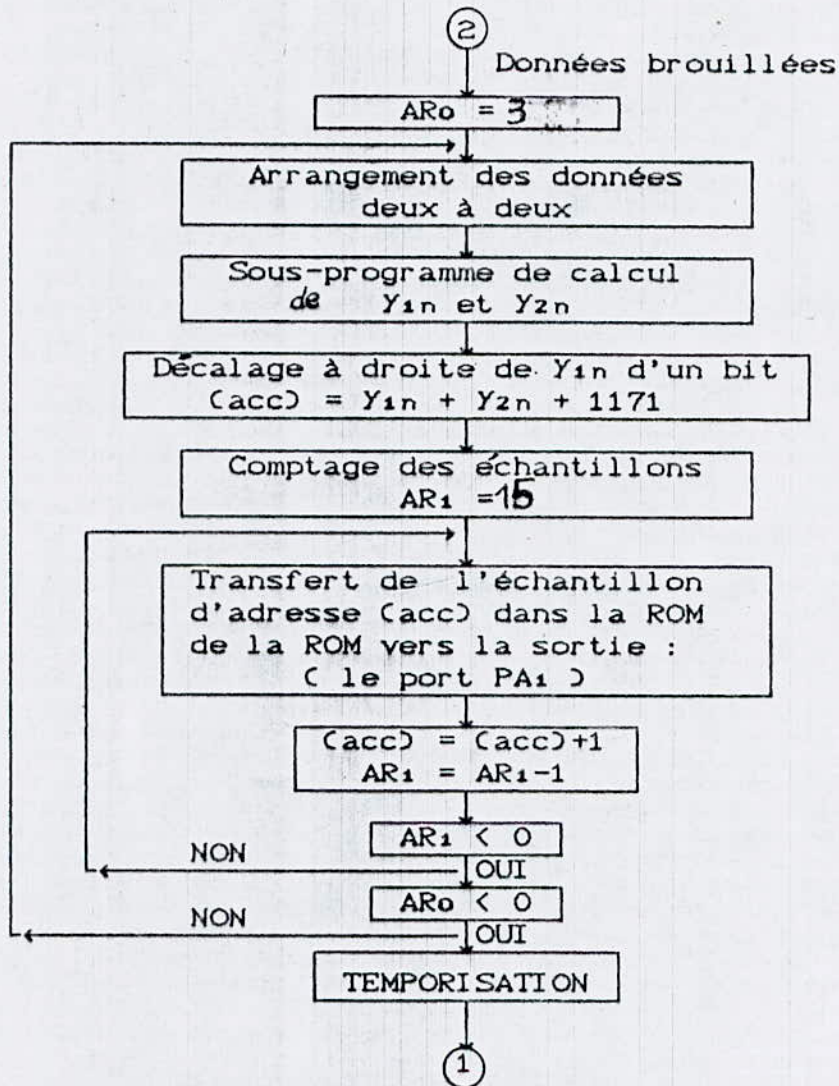 2
Données brouillées
ARo = 3
Arrangement des données
deux à deux
Sous-programme de calcul
de Y1n et Y2n
Décalage à droite de Y1n d'un bit
(acc) = Y1n + Y2n + 1171
Comptage des échantillons
AR1 =15
Transfert de l'échantillon
d'adresse (acc) dans la ROM
de la ROM vers la sortie :
( le port PA1 )
(acc) = (acc)+1
AR1 = AR1-1
AR1 < 0
NON
OUI
ARo < 0
NON
OUI
TEMPORISATION
1